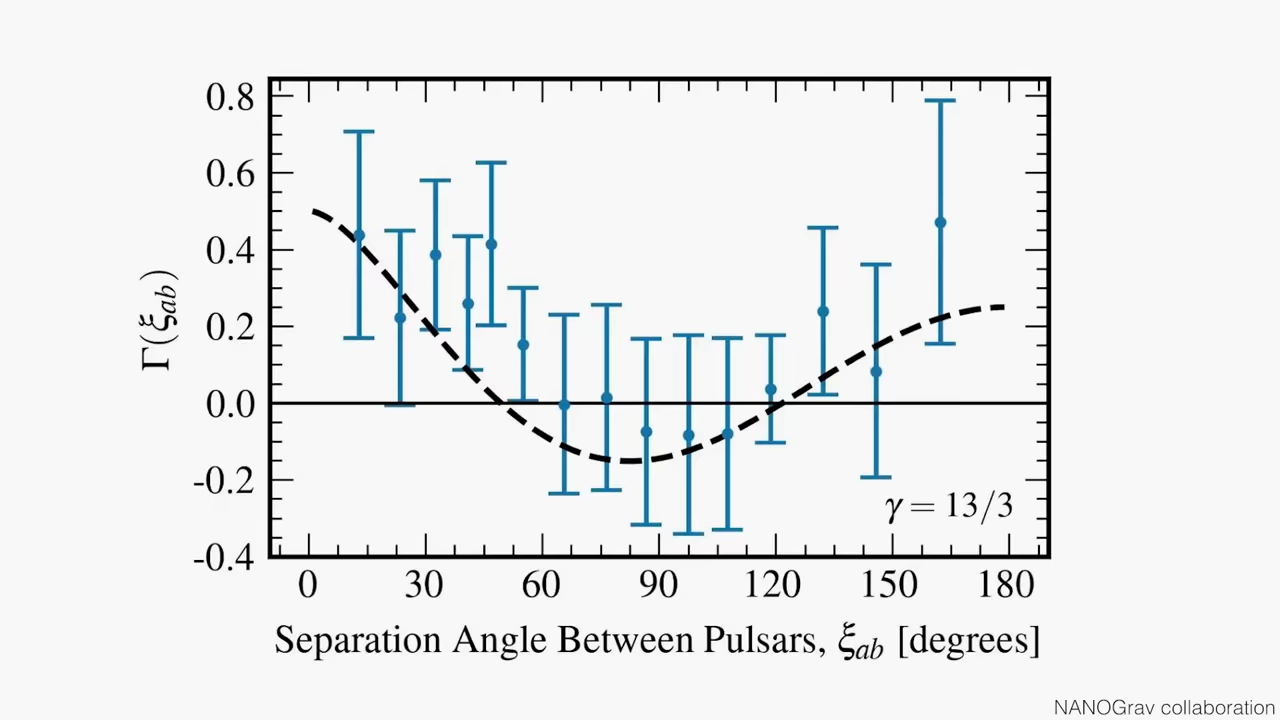 0.8
0.6
0.4
0.2
0.0
-0.2
-0.4
Γ(ξab)
γ = 13/3
0 30 60 90 120 150 180
Separation Angle Between Pulsars, ξab [degrees]
NANOGrav collaboration